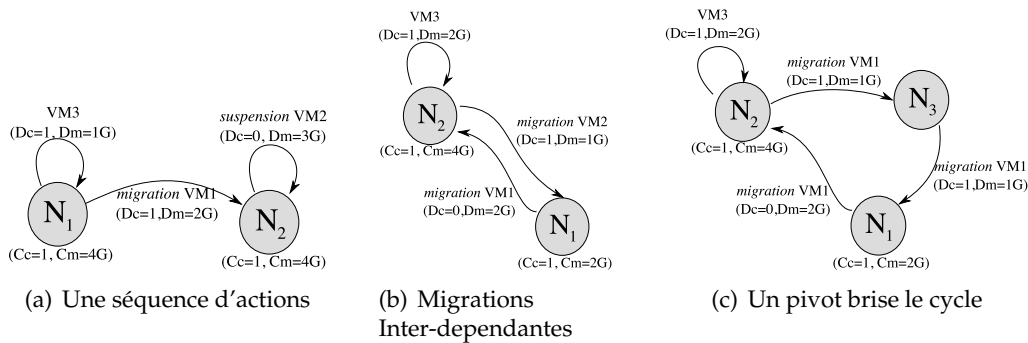 VM3
(Dc=1, Dm=1G)
suspension VM2
(Dc=0, Dm=3G)
migration VM1
(Dc=1,Dm=2G)
N1
N2
(Cc=1, Cm=4G)
(Cc=1, Cm=4G)
(a) Une séquence d'actions
VM3
(Dc=1,Dm=2G)
N2
(Cc=1, Cm=4G)
migration VM2
(Dc=1,Dm=1G)
migration VM1
(Dc=0,Dm=2G)
N1
(Cc=1, Cm=2G)
(b) Migrations
Inter-dependantes
VM3
(Dc=1,Dm=2G)
migration VM1
(Dc=1,Dm=1G)
N2
N3
(Cc=1, Cm=4G)
migration VM1
(Dc=1,Dm=1G)
migration VM1
(Dc=0,Dm=2G)
N1
(Cc=1, Cm=2G)
(c) Un pivot brise le cycle